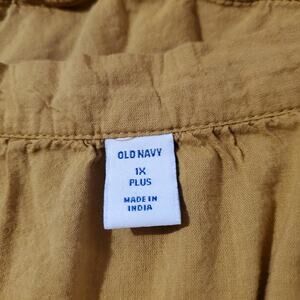 OLD NAVY
1X
PLUS
MADE IN
INDIA